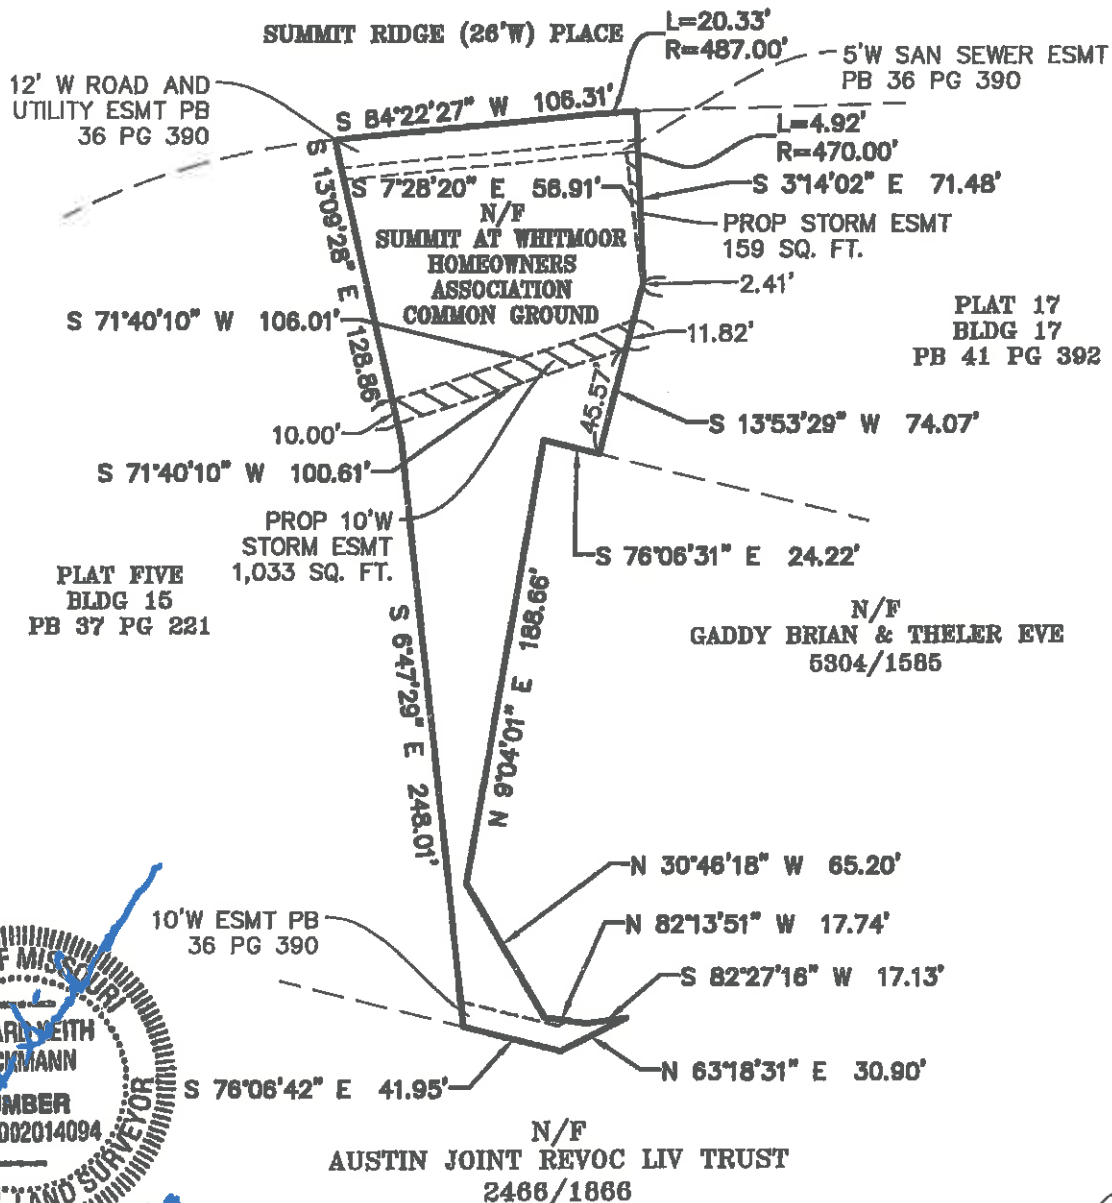 SUMMIT RIDGE (26'W) PLACE
L=20.33'
R=487.00'
5'W SAN SEWER ESMT
PB 36 PG 390
12' W ROAD AND
UTILITY ESMT PB
36 PG 390
S 84°22'27" W 106.31'
L=4.92'
R=470.00'
S 7°28'20" E 56.91'
S 3°14'02" E 71.48'
S 13°09'28" E 128.86'
N/F
SUMMIT AT WHITMOOR
HOMEOWNERS
ASSOCIATION
COMMON GROUND
PROP STORM ESMT
159 SQ. FT.
2.41'
S 71°40'10" W 106.01'
11.82'
PLAT 17
BLDG 17
PB 41 PG 392
45.57'
10.00'
S 13°53'29" W 74.07'
S 71°40'10" W 100.61'
PROP 10'W
STORM ESMT
1,033 SQ. FT.
S 76°06'31" E 24.22'
PLAT FIVE
BLDG 15
PB 37 PG 221
N/F
GADDY BRIAN & THELER EVE
5304/1585
S 6°47'29" E 248.01'
N 9°04'01" E 188.66'
N 30°46'18" W 65.20'
10'W ESMT PB
36 PG 390
N 82°13'51" W 17.74'
S 82°27'16" W 17.13'
N 63°18'31" E 30.90'
S 76°06'42" E 41.95'
F MISSOURI
KEITH
CKMANN
UMBER
002014094
LAND SURVEYOR
N/F
AUSTIN JOINT REVOC LIV TRUST
2466/1866